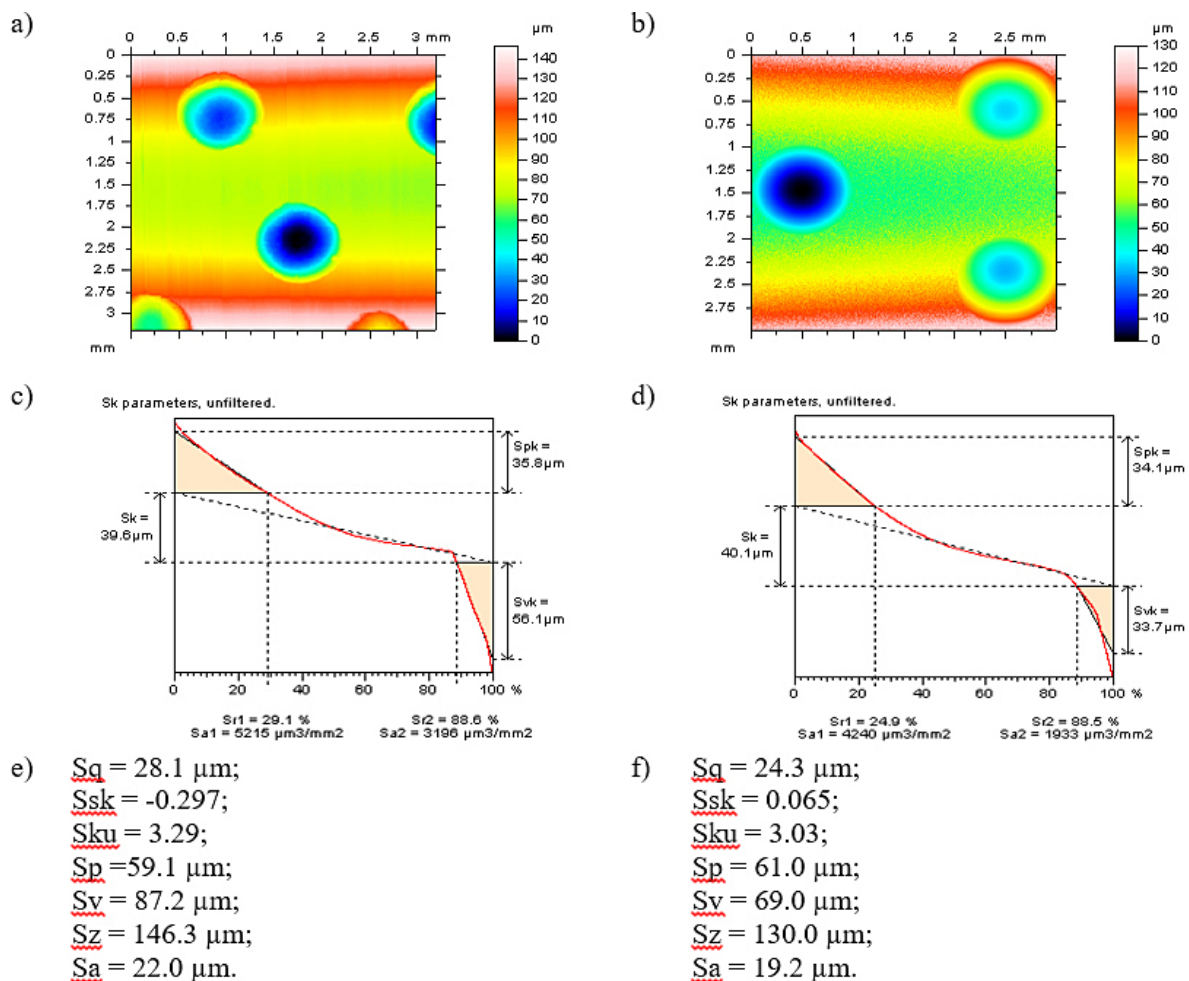 a)
µm
0 0.5 1 1.5 2 2.5 3 mm
0
0.25
0.5
0.75
1
1.25
1.5
1.75
2
2.25
2.5
2.75
3
mm
140
130
120
110
100
90
80
70
60
50
40
30
20
10
0
b)
µm
0 0.5 1 1.5 2 2.5 mm
0
0.25
0.5
0.75
1
1.25
1.5
1.75
2
2.25
2.5
2.75
mm
130
120
110
100
90
80
70
60
50
40
30
20
10
0
c)
Sk parameters, unfiltered.
Spk =
35.8µm
Sk =
39.6µm
Svk =
56.1µm
0 20 40 60 80 100 %
Sr1 = 29.1 % Sr2 = 88.6 %
Sa1 = 5215 µm3/mm2 Sa2 = 3196 µm3/mm2
d)
Sk parameters, unfiltered.
Spk =
34.1µm
Sk =
40.1µm
Svk =
33.7µm
0 20 40 60 80 100 %
Sr1 = 24.9 % Sr2 = 88.5 %
Sa1 = 4240 µm3/mm2 Sa2 = 1933 µm3/mm2
e) Sq = 28.1 µm;
Ssk = -0.297;
Sku = 3.29;
Sp =59.1 µm;
Sv = 87.2 µm;
Sz = 146.3 µm;
Sa = 22.0 µm.
f) Sq = 24.3 µm;
Ssk = 0.065;
Sku = 3.03;
Sp = 61.0 µm;
Sv = 69.0 µm;
Sz = 130.0 µm;
Sa = 19.2 µm.